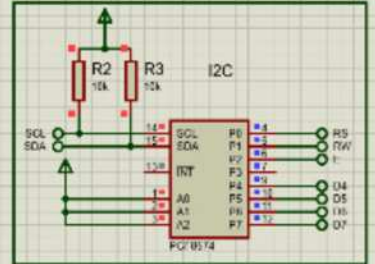 I2C
R2
10k
R3
10k
SCL
SDA
14
15
13
1
2
3
SCL
SDA
INT
A0
A1
A2
P0
P1
P2
P3
P4
P5
P6
P7
4
5
6
7
9
10
11
12
RS
RW
E
D4
D5
D6
D7
PCF8574